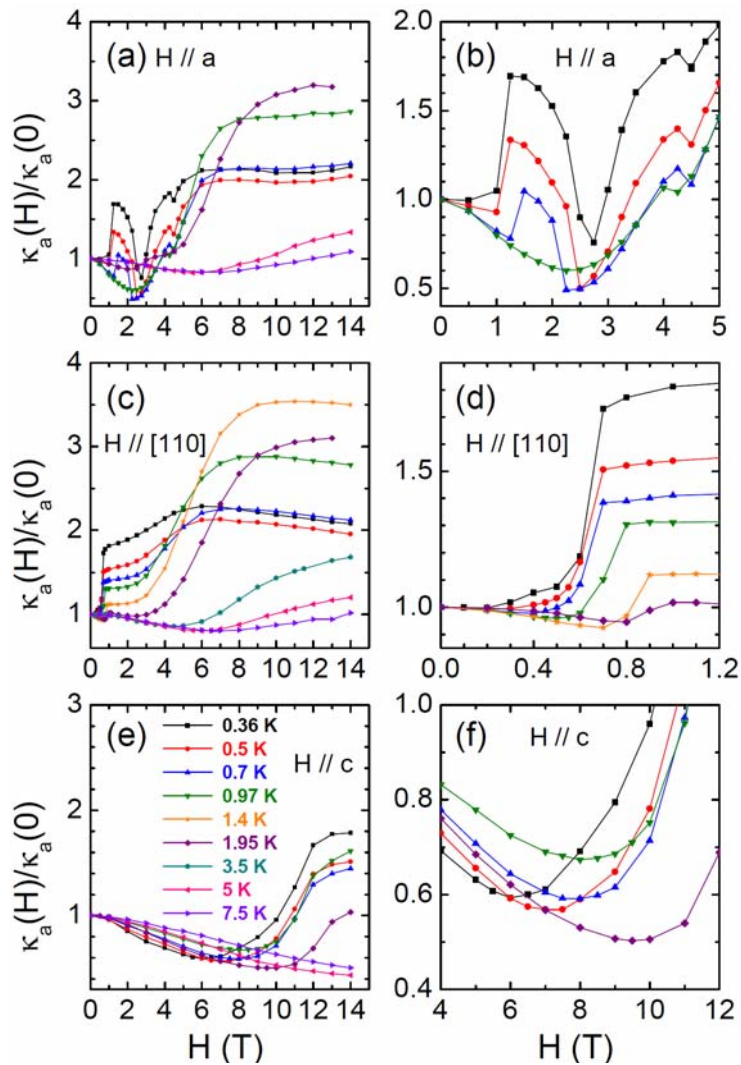 (a) H // a
κa(H)/κa(0)
4
3
2
1
0 2 4 6 8 10 12 14
(b) H // a
2.0
1.5
1.0
0.5
0 1 2 3 4 5
(c)
H // [110]
κa(H)/κa(0)
4
3
2
1
0 2 4 6 8 10 12 14
(d)
H // [110]
1.5
1.0
0.0 0.4 0.8 1.2
(e)
H // c
0.36 K
0.5 K
0.7 K
0.97 K
1.4 K
1.95 K
3.5 K
5 K
7.5 K
κa(H)/κa(0)
3
2
1
0 2 4 6 8 10 12 14
H (T)
(f) H // c
1.0
0.8
0.6
0.4
4 6 8 10 12
H (T)